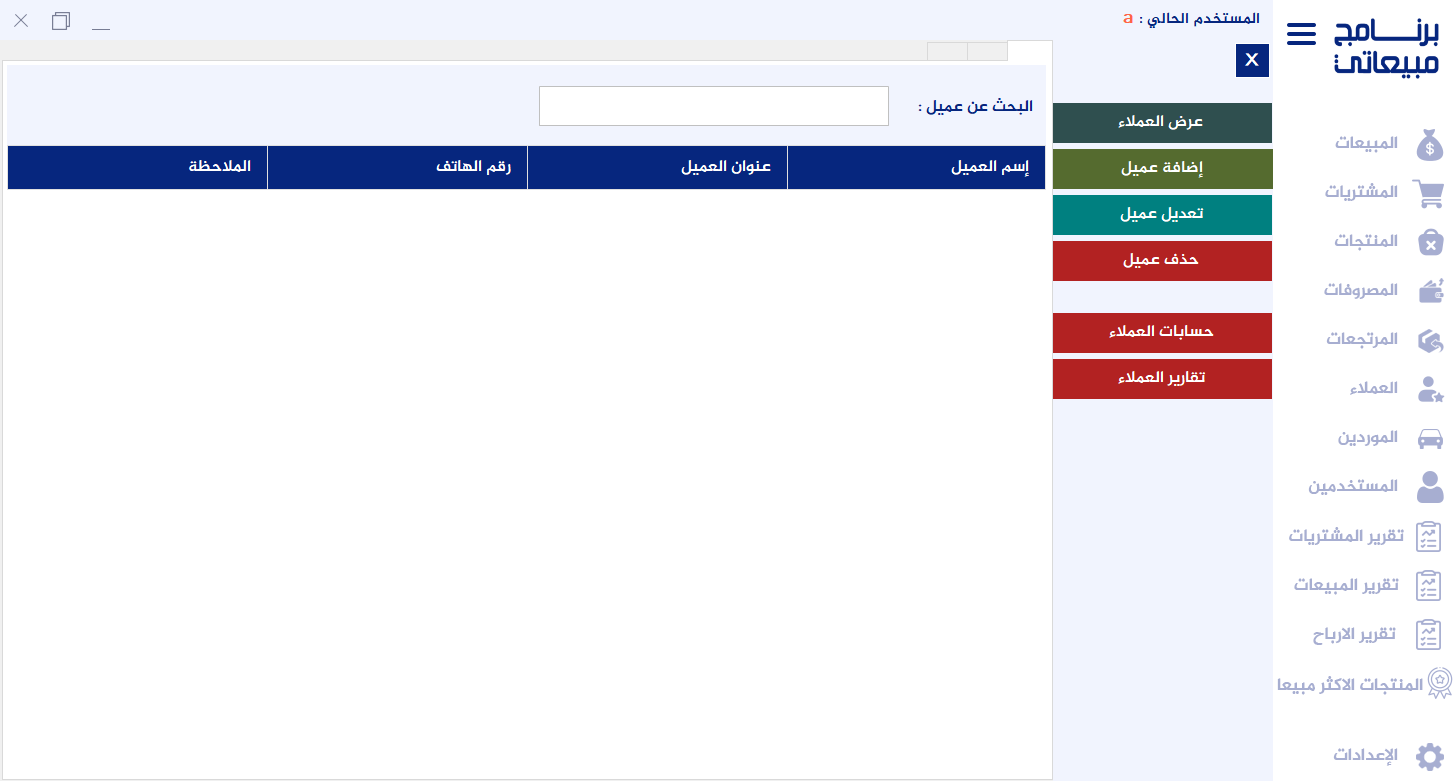 برنامج
مبيعاتي
المستخدم الحالي : a
X
المبيعات
المشتريات
المنتجات
المصروفات
المرتجعات
العملاء
الموردين
المستخدمين
تقرير المشتريات
تقرير المبيعات
تقرير الارباح
المنتجات الاكثر مبيعا
الإعدادات
عرض العملاء
إضافة عميل
تعديل عميل
حذف عميل
حسابات العملاء
تقارير العملاء
البحث عن عميل :
إسم العميل عنوان العميل رقم الهاتف الملاحظة